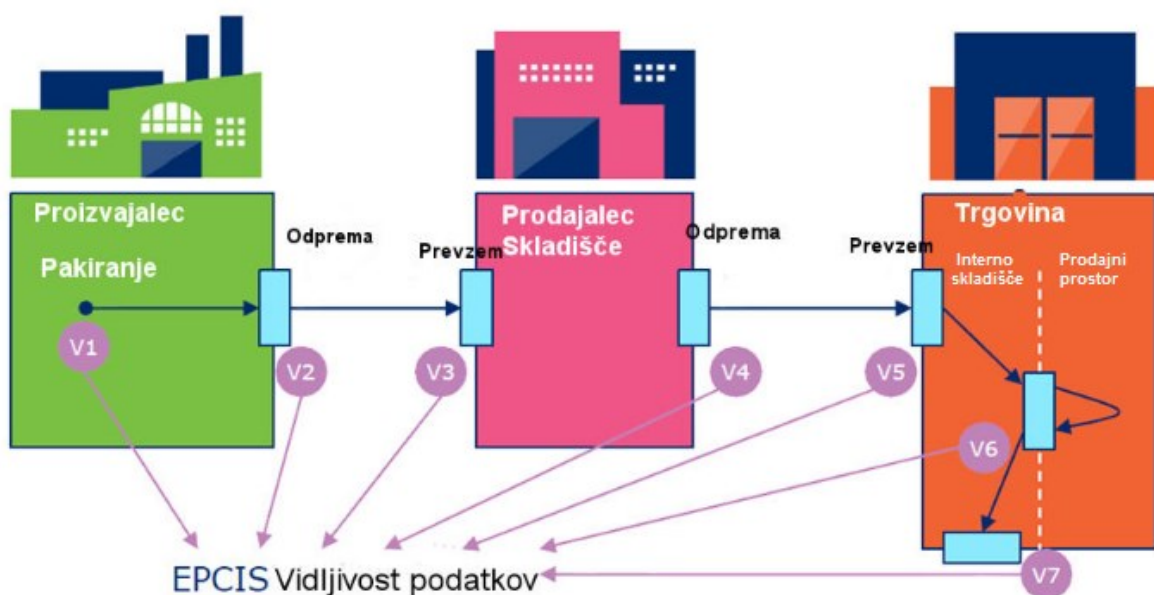 Proizvajalec
Pakiranje
Odprema
Prevzem
Prodajalec
Skladišče
Odprema
Prevzem
Trgovina
Interno
skladišče
Prodajni
prostor
V1
V2
V3
V4
V5
V6
V7
EPCIS Vidljivost podatkov